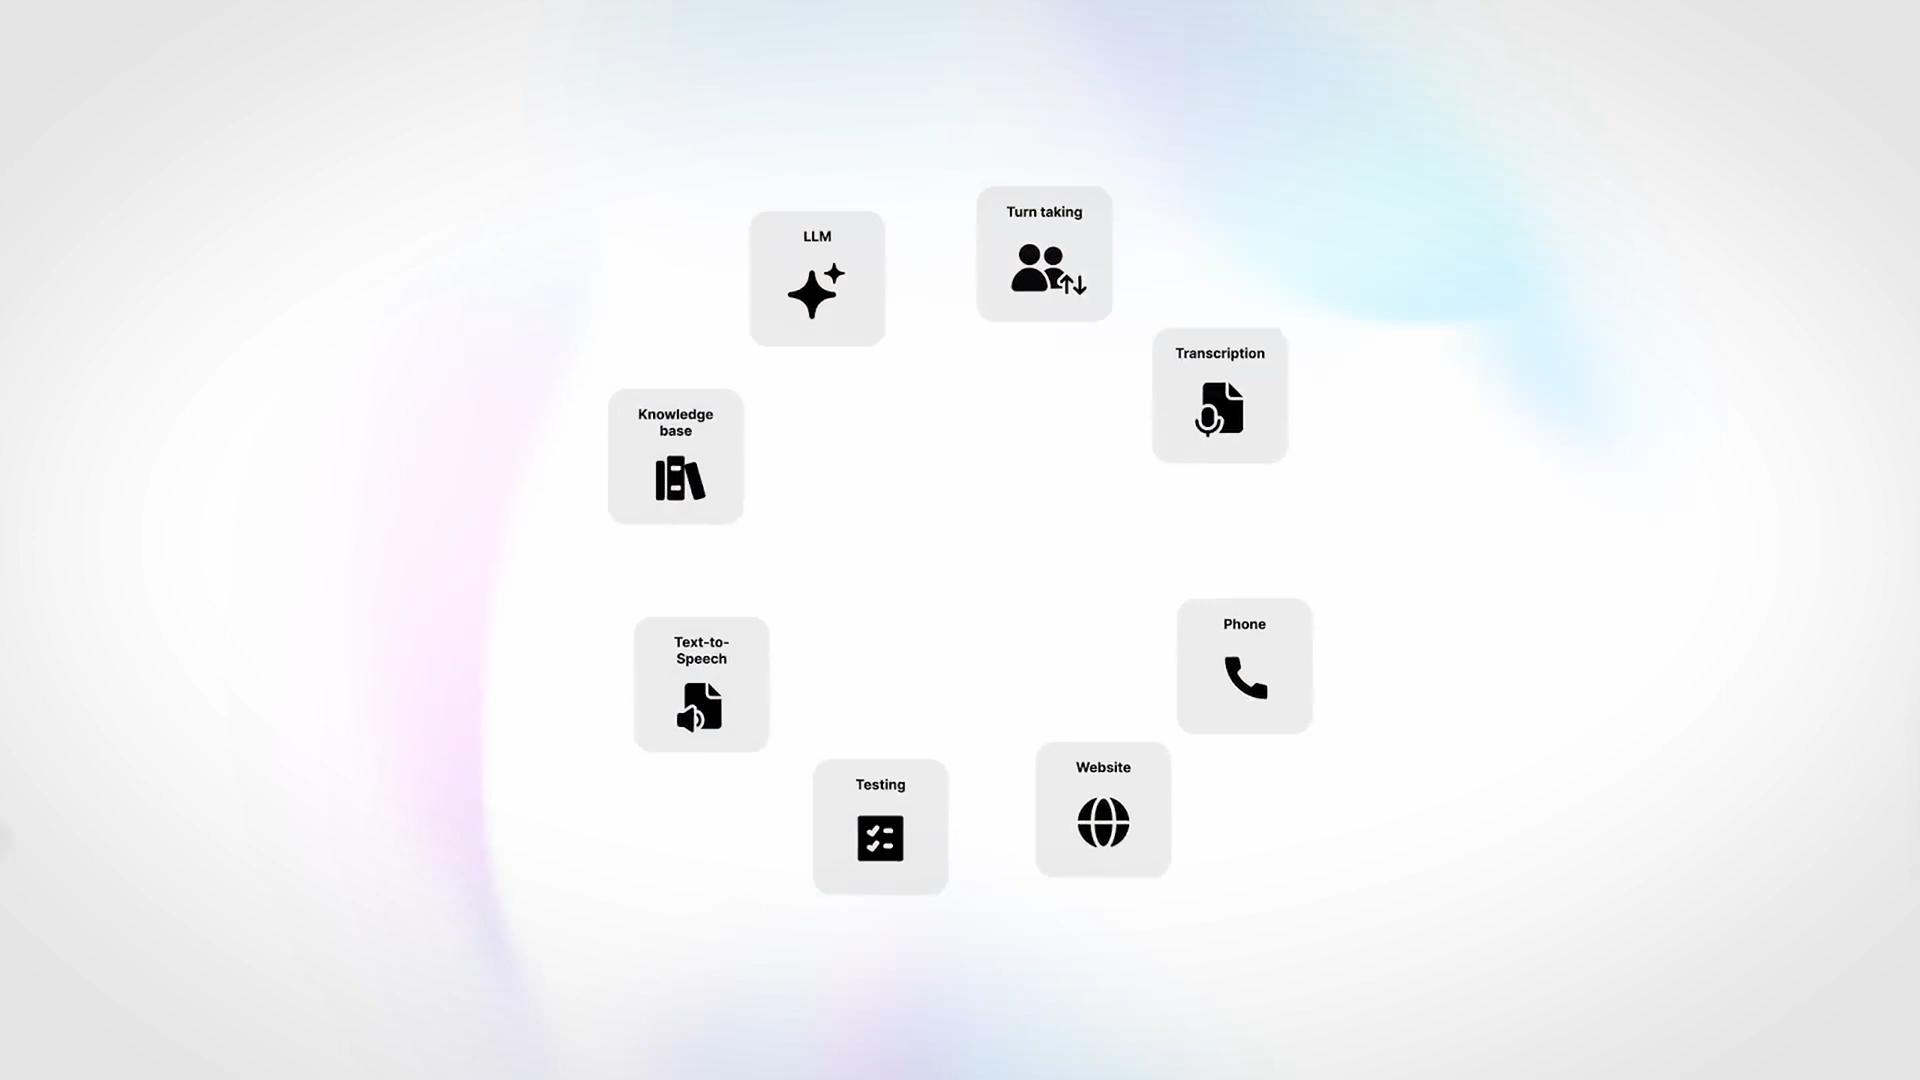 Turn taking
LLM
Transcription
Knowledge
base
Phone
Text-to-
Speech
Website
Testing